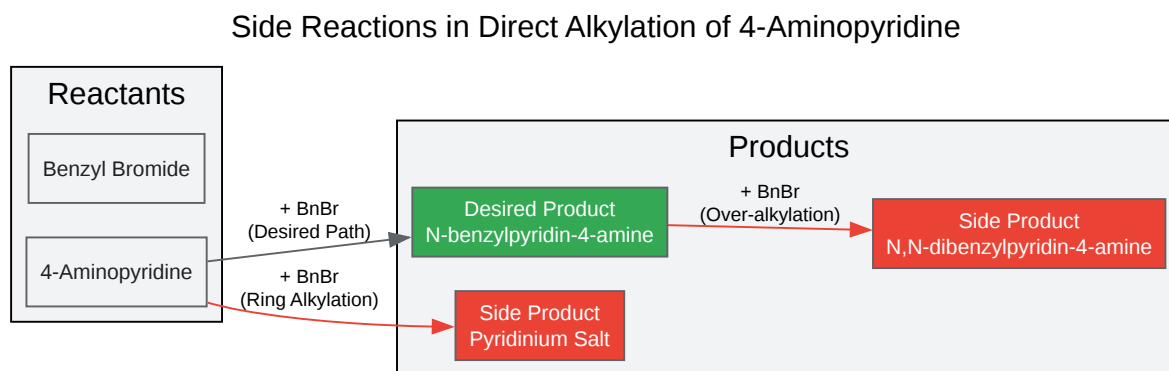 Side Reactions in Direct Alkylation of 4-Aminopyridine
Reactants
Benzyl Bromide
4-Aminopyridine
+ BnBr
(Desired Path)
+ BnBr
(Ring Alkylation)
Products
Desired Product
N-benzylpyridin-4-amine
+ BnBr
(Over-alkylation)
Side Product
N,N-dibenzylpyridin-4-amine
Side Product
Pyridinium Salt